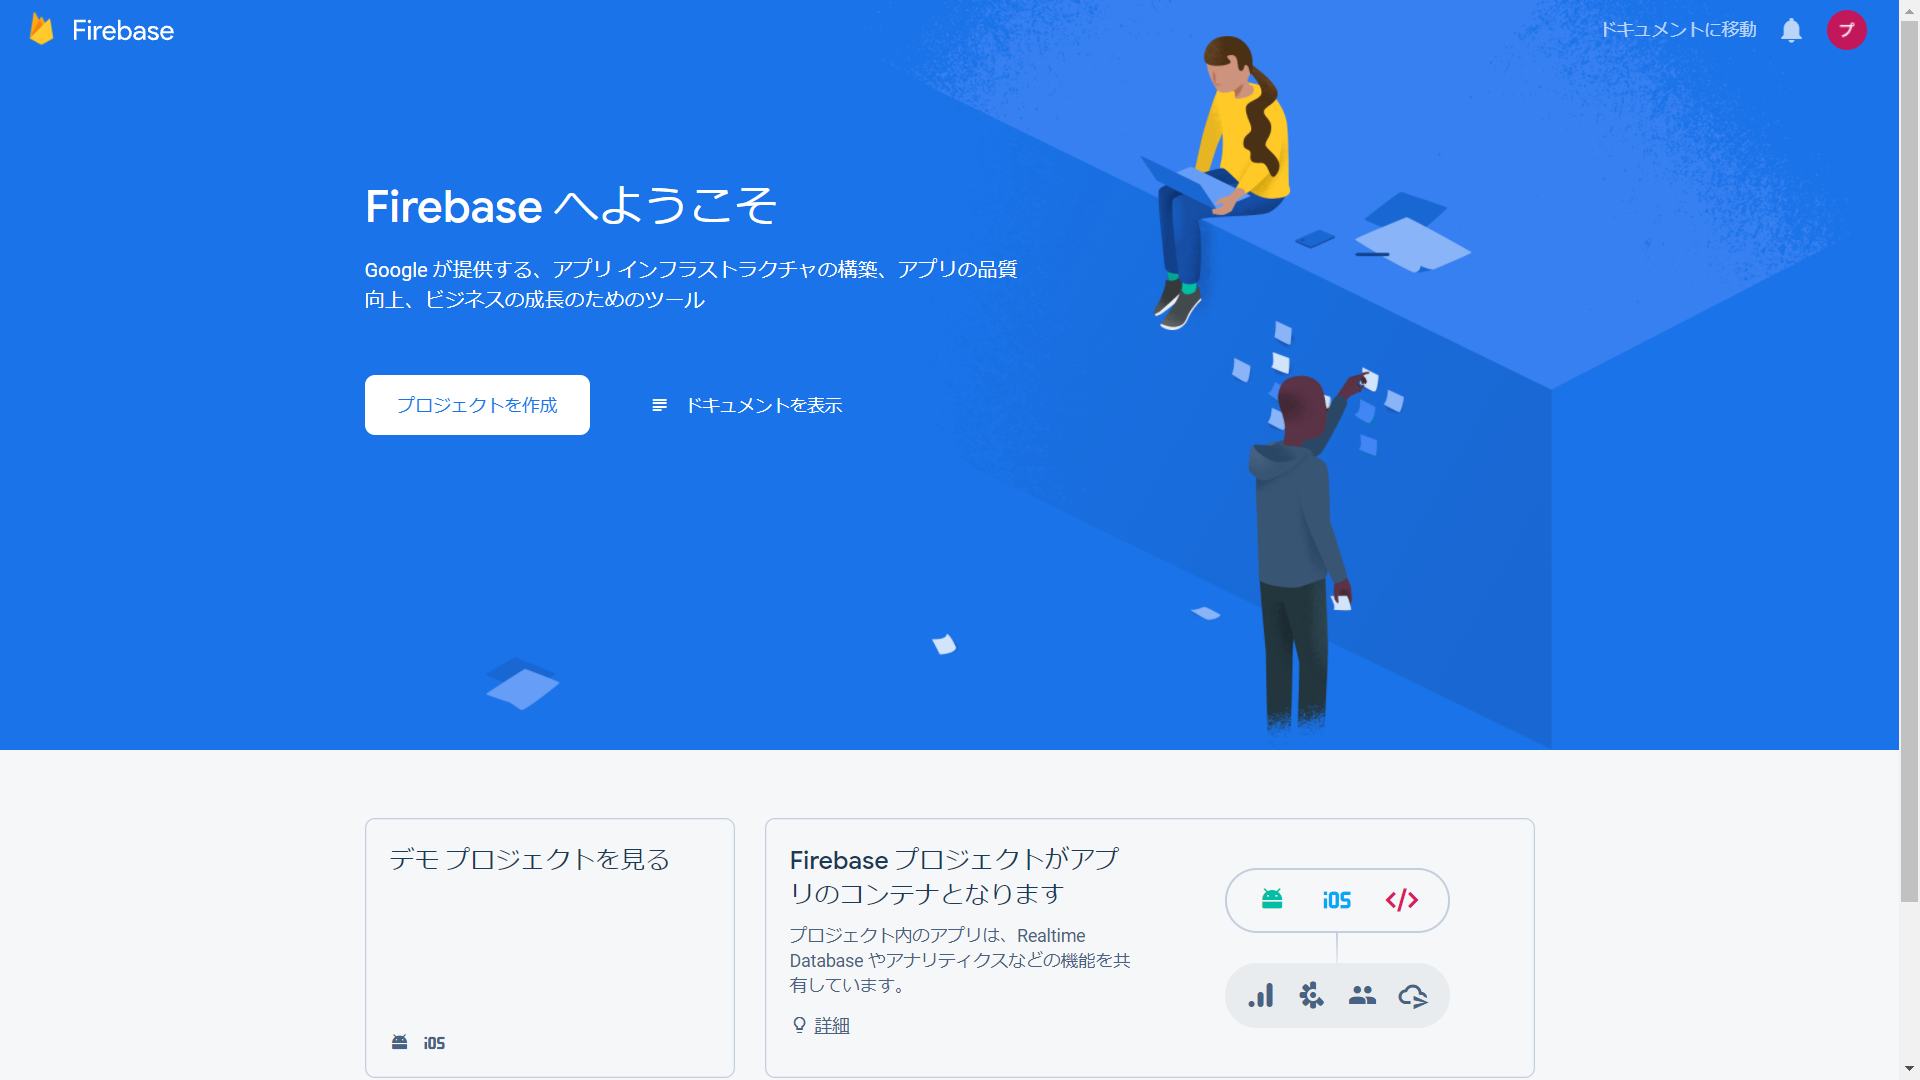 Firebase
ドキュメントに移動
プ
Firebase へようこそ
Google が提供する、アプリ インフラストラクチャの構築、アプリの品質
向上、ビジネスの成長のためのツール
プロジェクトを作成
ドキュメントを表示
デモ プロジェクトを見る
iOS
Firebase プロジェクトがアプ
リのコンテナとなります
プロジェクト内のアプリは、Realtime
Database やアナリティクスなどの機能を共
有しています。
詳細
iOS </>